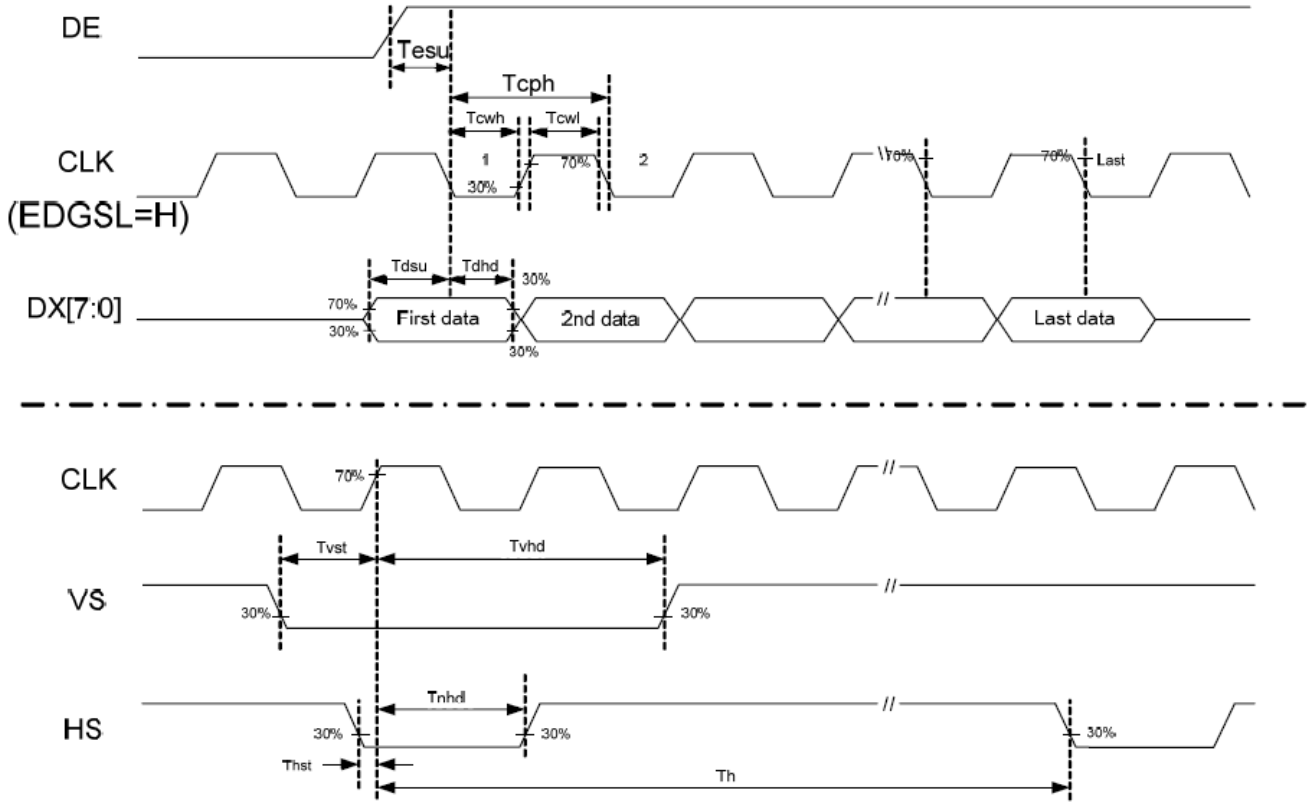 DE
Tesu
Tcph
Tcwh
Tcwl
CLK
1
70%
2
70%
70%
Last
30%
(EDGSL=H)
Tdsu
Tdhd
30%
DX[7:0]
70%
First data
2nd data
//
Last data
30%
30%
CLK
70%
//
Tvst
Tvhd
VS
30%
30%
//
Tnhd
HS
30%
30%
//
30%
Thst
Th